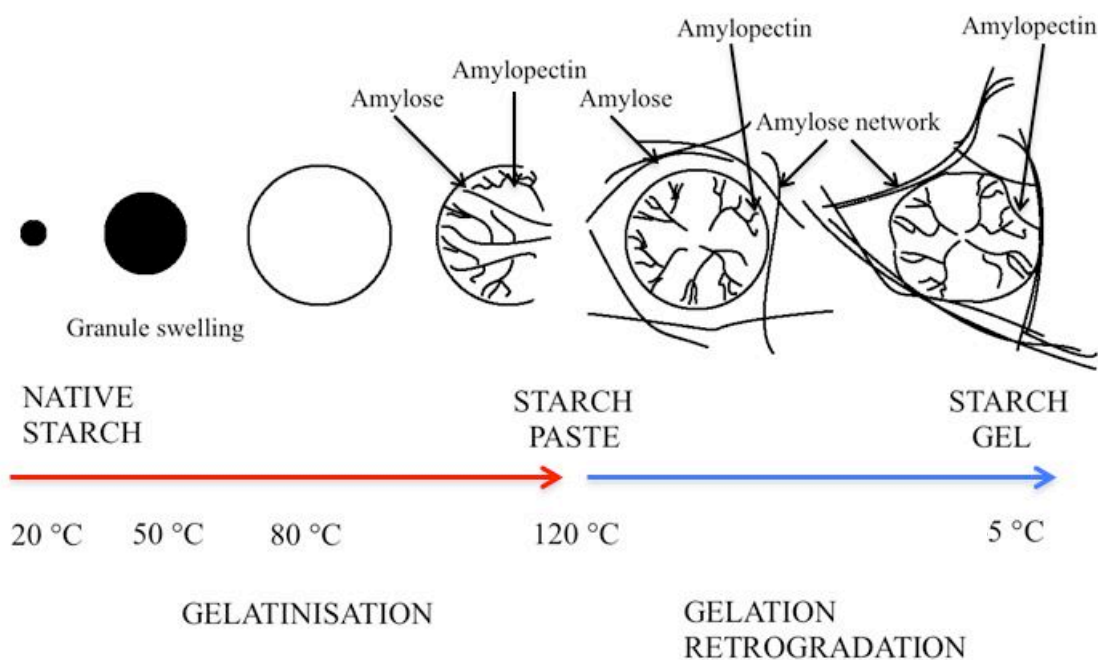 Amylopectin
Amylopectin
Amylopectin
Amylose
Amylose
Amylose network
Granule swelling
NATIVE
STARCH
STARCH
PASTE
STARCH
GEL
20 °C
50 °C
80 °C
120 °C
5 °C
GELATINISATION
GELATION
RETROGRADATION